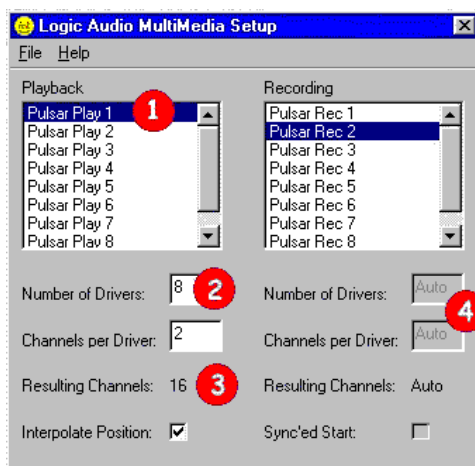 Logic Audio MultiMedia Setup
File Help
Playback
Pulsar Play 1
Pulsar Play 2
Pulsar Play 3
Pulsar Play 4
Pulsar Play 5
Pulsar Play 6
Pulsar Play 7
Pulsar Play 8
1
Recording
Pulsar Rec 1
Pulsar Rec 2
Pulsar Rec 3
Pulsar Rec 4
Pulsar Rec 5
Pulsar Rec 6
Pulsar Rec 7
Pulsar Rec 8
Number of Drivers: 8 2
Channels per Driver: 2
Resulting Channels: 16 3
Interpolate Position:
Number of Drivers: Auto
4
Channels per Driver: Auto
Resulting Channels: Auto
Sync'ed Start: